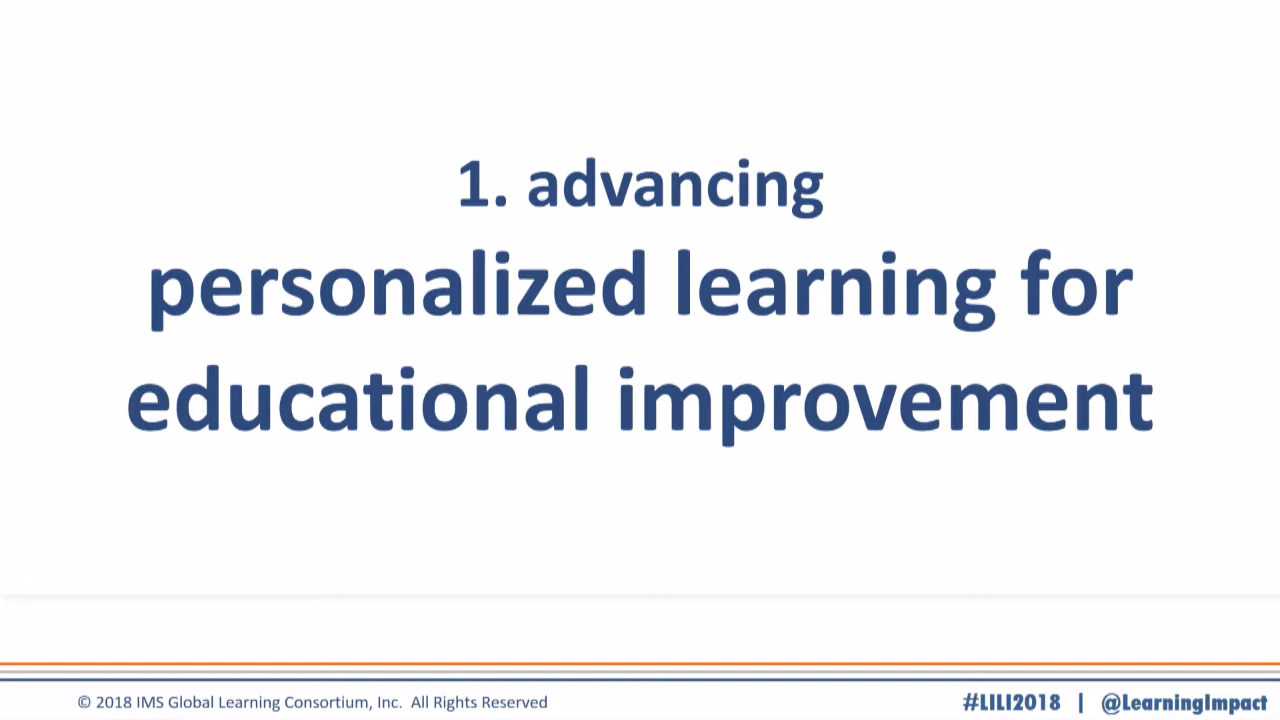 1. advancing
personalized learning for
educational improvement
© 2018 IMS Global Learning Consortium, Inc. All Rights Reserved
#LILI2018 | @LearningImpact